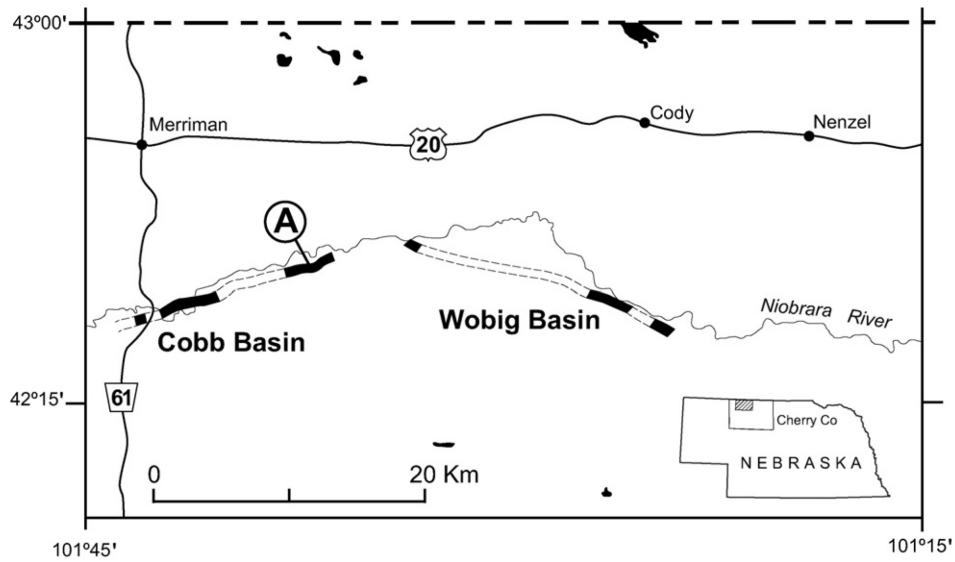 43°00'
Merriman
20
Cody
Nenzel
A
Cobb Basin
Wobig Basin
Niobrara River
42°15'
61
Cherry Co
NEBRASKA
0
20 Km
101°45'
101°15'